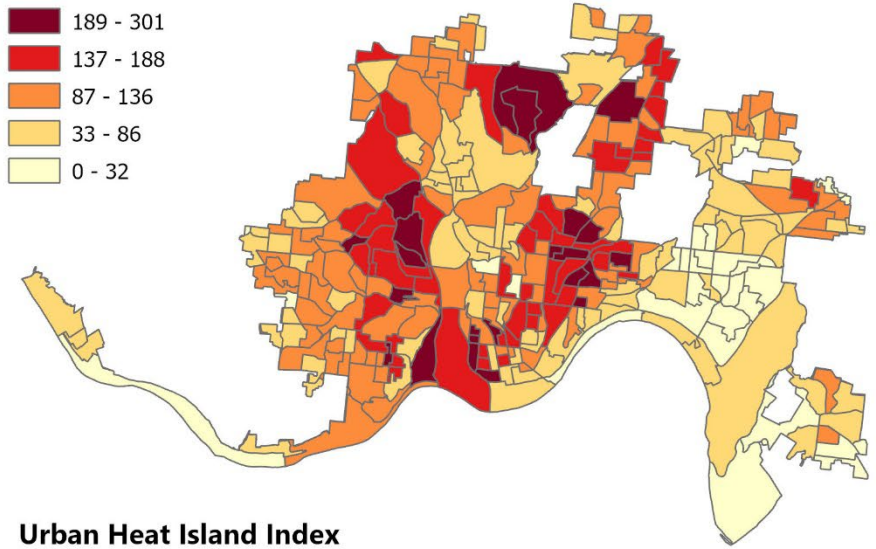 189 - 301
137 - 188
87 - 136
33 - 86
0 - 32
Urban Heat Island Index